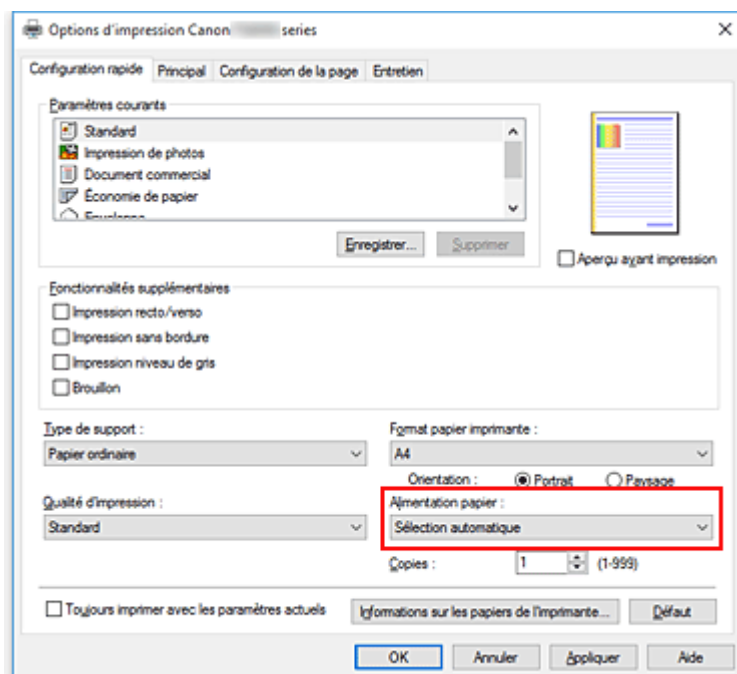 Options d'impression Canon series
Configuration rapide Principal Configuration de la page Entretien
Paramètres courants
Standard
Impression de photos
Document commercial
Économie de papier
Enregistrer... Supprimer
Aperçu avant impression
Fonctionnalités supplémentaires
Impression recto/verso
Impression sans bordure
Impression niveau de gris
Brouillon
Type de support :
Papier ordinaire
Format papier imprimante :
A4
Orientation : Portrait Paysage
Qualité d'impression :
Standard
Alimentation papier :
Sélection automatique
Copies : 1 (1-999)
Toujours imprimer avec les paramètres actuels Informations sur les papiers de l'imprimante... Défaut
OK Annuler Appliquer Aide